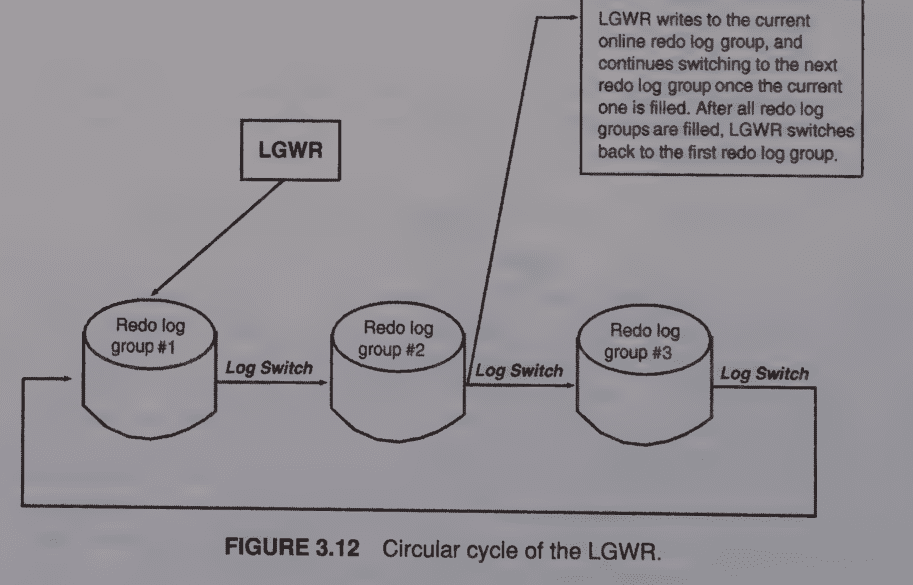 LGWR writes to the current
online redo log group, and
continues switching to the next
redo log group once the current
one is filled. After all redo log
groups are filled, LGWR switches
back to the first redo log group.
LGWR
Redo log
group #1
Log Switch
Redo log
group #2
Log Switch
Redo log
group #3
Log Switch
FIGURE 3.12 Circular cycle of the LGWR.